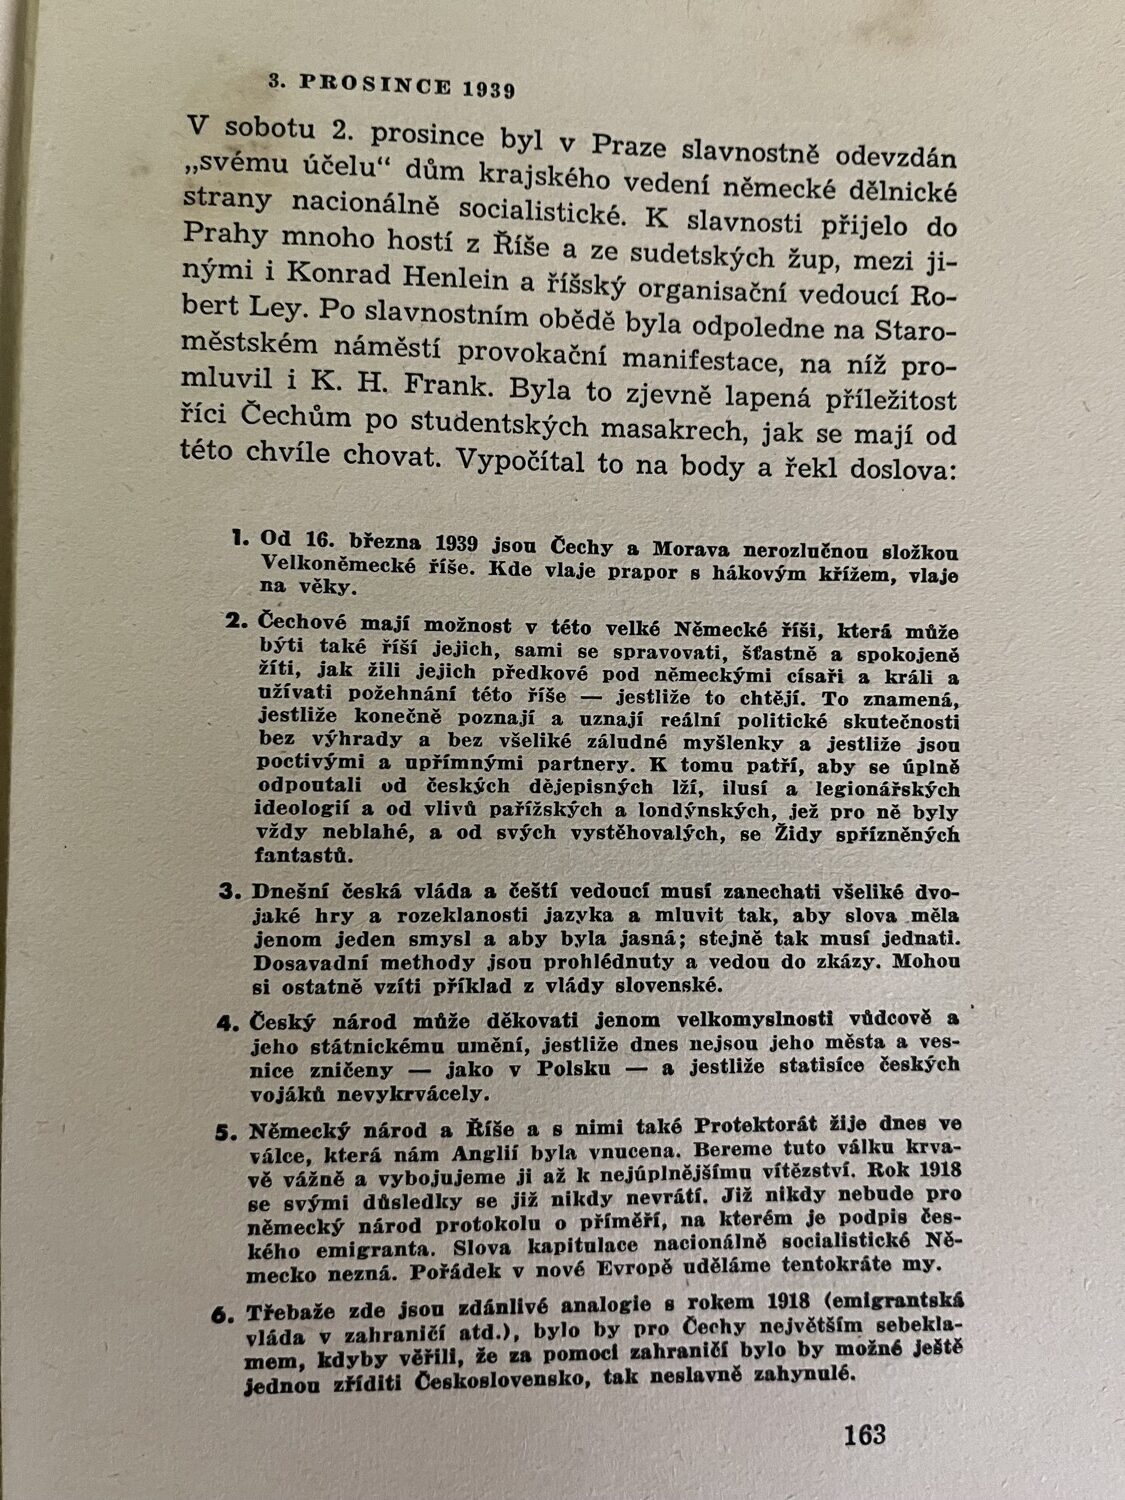 3. PROSINCE 1939
V sobotu 2. prosince byl v Praze slavnostně odevzdán
„svému účelu“ dům krajského vedení německé dělnické
strany nacionálně socialistické. K slavnosti přijelo do
Prahy mnoho hostí z Říše a ze sudetských žup, mezi ji-
nými i Konrad Henlein a říšský organisační vedoucí Ro-
bert Ley. Po slavnostním obědě byla odpoledne na Staro-
městském náměstí provokační manifestace, na níž pro-
mluvil i K. H. Frank. Byla to zjevně lapená příležitost
říci Čechům po studentských masakrech, jak se mají od
této chvíle chovat. Vypočítal to na body a řekl doslova:
1. Od 16. března 1939 jsou Čechy a Morava nerozlučnou složkou
Velkoněmecké říše. Kde vlaje prapor s hákovým křížem, vlaje
na věky.
2. Čechové mají možnost v této velké Německé říši, která může
býti také říší jejich, sami se spravovati, šťastně a spokojeně
žíti, jak žili jejich předkové pod německými císaři a králi a
užívati požehnání této říše — jestliže to chtějí. To znamená,
jestliže konečně poznají a uznají reální politické skutečnosti
bez výhrady a bez všeliké záludné myšlenky a jestliže jsou
poctivými a upřímnými partnery. K tomu patří, aby se úplně
odpoutali od českých dějepisných lží, ilusí a legionářských
ideologií a od vlivů pařížských a londýnských, jež pro ně byly
vždy neblahé, a od svých vystěhovalých, se Židy spřízněných
fantastů.
3. Dnešní česká vláda a čeští vedoucí musí zanechati všeliké dvo-
jaké hry a rozeklanosti jazyka a mluvit tak, aby slova měla
jenom jeden smysl a aby byla jasná; stejně tak musí jednati.
Dosavadní methody jsou prohlédnuty a vedou do zkázy. Mohou
si ostatně vzíti příklad z vlády slovenské.
4. Český národ může děkovati jenom velkomyslnosti vůdcově a
jeho státnickému umění, jestliže dnes nejsou jeho města a ves-
nice zničeny — jako v Polsku — a jestliže statisíce českých
vojáků nevykrvácely.
5. Německý národ a Říše a s nimi také Protektorát žije dnes ve
válce, která nám Anglií byla vnucena. Bereme tuto válku krva-
vě vážně a vybojujeme ji až k nejúplnějšímu vítězství. Rok 1918
se svými důsledky se již nikdy nevrátí. Již nikdy nebude pro
německý národ protokolu o příměří, na kterém je podpis čes-
kého emigranta. Slova kapitulace nacionálně socialistické Ně-
mecko nezná. Pořádek v nové Evropě uděláme tentokráte my.
6. Třebaže zde jsou zdánlivé analogie s rokem 1918 (emigrantská
vláda v zahraničí atd.), bylo by pro Čechy největším sebekla-
mem, kdyby věřili, že za pomoci zahraničí bylo by možné ještě
jednou zříditi Československo, tak neslavně zahynulé.
163